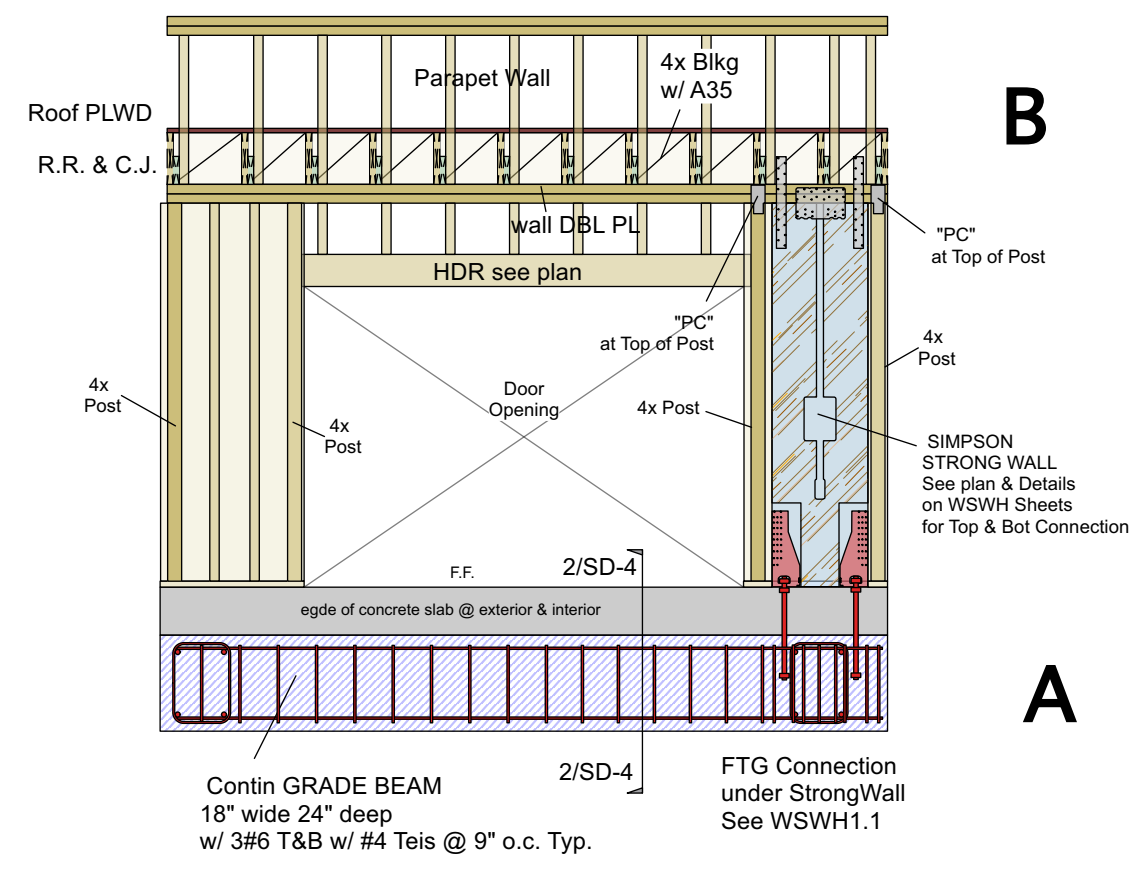 Parapet Wall
4x Blkg
w/ A35
B
Roof PLWD
R.R. & C.J.
wall DBL PL
"PC"
at Top of Post
HDR see plan
"PC"
at Top of Post
4x
Post
4x
Post
4x
Post
Door
Opening
4x Post
SIMPSON
STRONG WALL
See plan & Details
on WSWH Sheets
for Top & Bot Connection
F.F.
2/SD-4
egde of concrete slab @ exterior & interior
A
2/SD-4
Contin GRADE BEAM
18" wide 24" deep
w/ 3#6 T&B w/ #4 Teis @ 9" o.c. Typ.
FTG Connection
under StrongWall
See WSWH1.1